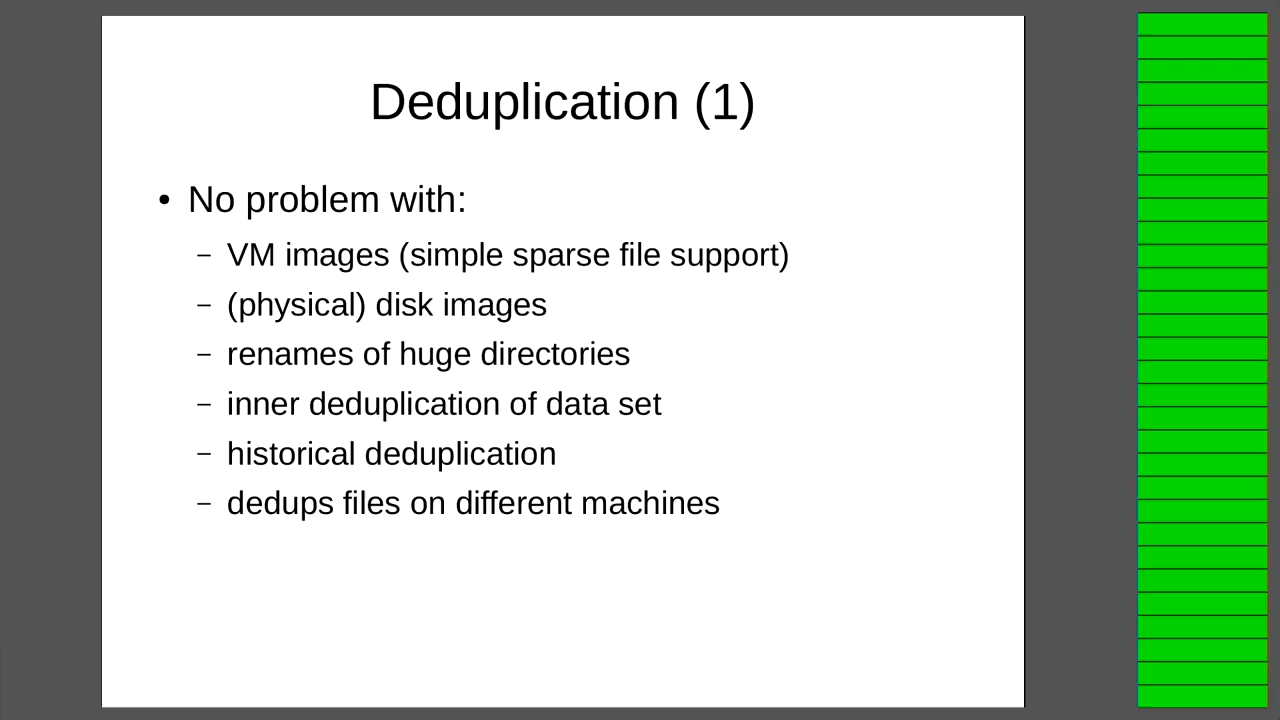 Deduplication (1)
● No problem with:
– VM images (simple sparse file support)
– (physical) disk images
– renames of huge directories
– inner deduplication of data set
– historical deduplication
– dedups files on different machines